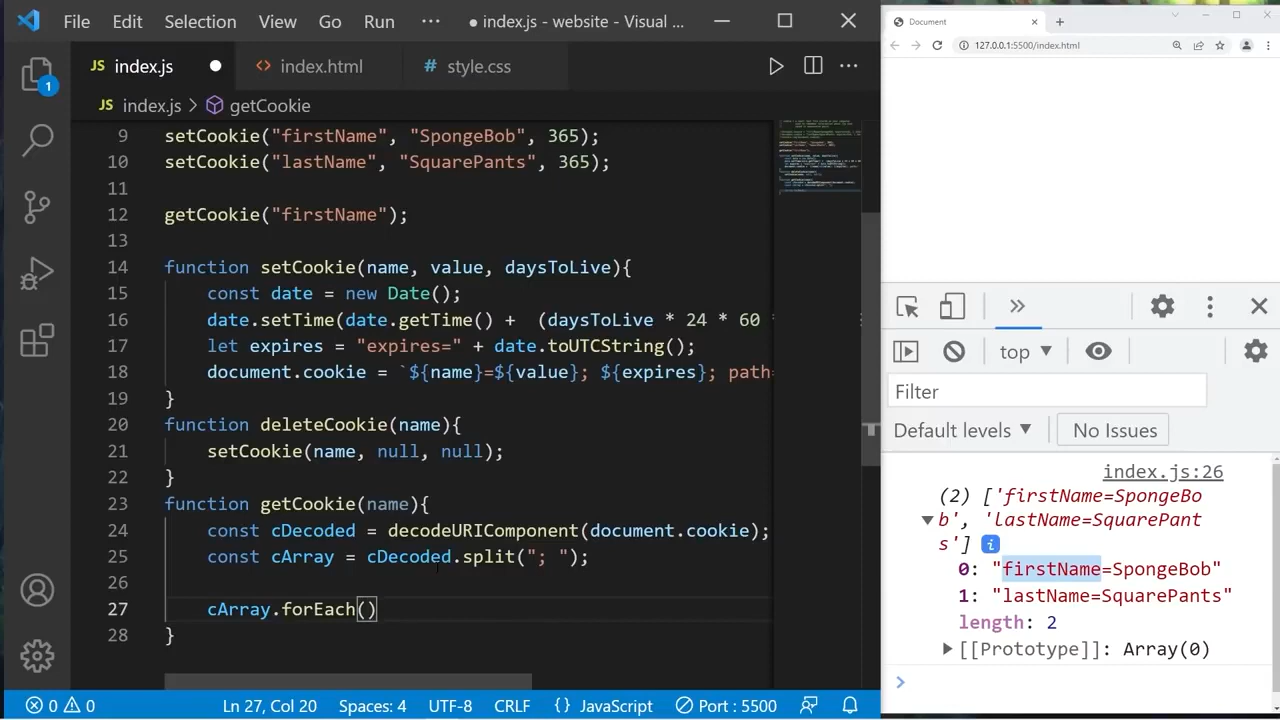 File Edit Selection View Go Run ··· ● index.js - website - Visual ...
JS index.js ● <> index.html # style.css ···
JS index.js > getCookie
setCookie("firstName" "SpongeBob", 365);
10 setCookie("lastName" "SquarePants", 365);
11
12 getCookie("firstName");
13
14 function setCookie(name, value, daysToLive){
15 const date = new Date();
16 date.setTime(date.getTime() +  (daysToLive * 24 * 60
17 let expires = "expires=" + date.toUTCString();
18 document.cookie = `${name}=${value}; ${expires}; path=
19 }
20 function deleteCookie(name){
21 setCookie(name, null, null);
22 }
23 function getCookie(name){
24 const cDecoded = decodeURIComponent(document.cookie);
25 const cArray = cDecoded.split("; ");
26
27 cArray.forEach()
28 }
1
0 0 Ln 27, Col 20 Spaces: 4 UTF-8 CRLF {} JavaScript Port : 5500
Document
127.0.0.1:5500/index.html
top
Filter
Default levels No Issues
index.js:26
(2) ['firstName=SpongeBo
b', 'lastName=SquarePant
s'] i
0: "firstName=SpongeBob"
1: "lastName=SquarePants"
length: 2
[[Prototype]]: Array(0)
>